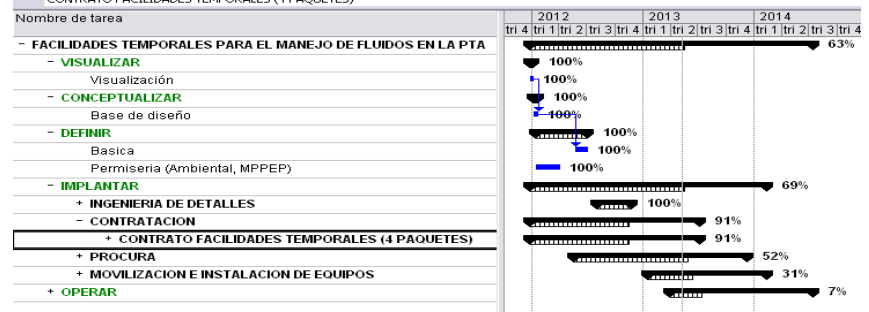 CONTRATO FACILIDADES TEMPORALES (4 PAQUETES)
Nombre de tarea 2012 2013 2014
tri 4 tri 1 tri 2 tri 3 tri 4 tri 1 tri 2 tri 3 tri 4 tri 1 tri 2 tri 3 tri 4
- FACILIDADES TEMPORALES PARA EL MANEJO DE FLUIDOS EN LA PTA 63%
- VISUALIZAR 100%
Visualización 100%
- CONCEPTUALIZAR 100%
Base de diseño 100%
- DEFINIR 100%
Basica 100%
Permiseria (Ambiental, MPPEP) 100%
- IMPLANTAR 69%
+ INGENIERIA DE DETALLES 100%
- CONTRATACION 91%
+ CONTRATO FACILIDADES TEMPORALES (4 PAQUETES) 91%
+ PROCURA 52%
+ MOVILIZACION E INSTALACION DE EQUIPOS 31%
+ OPERAR 7%